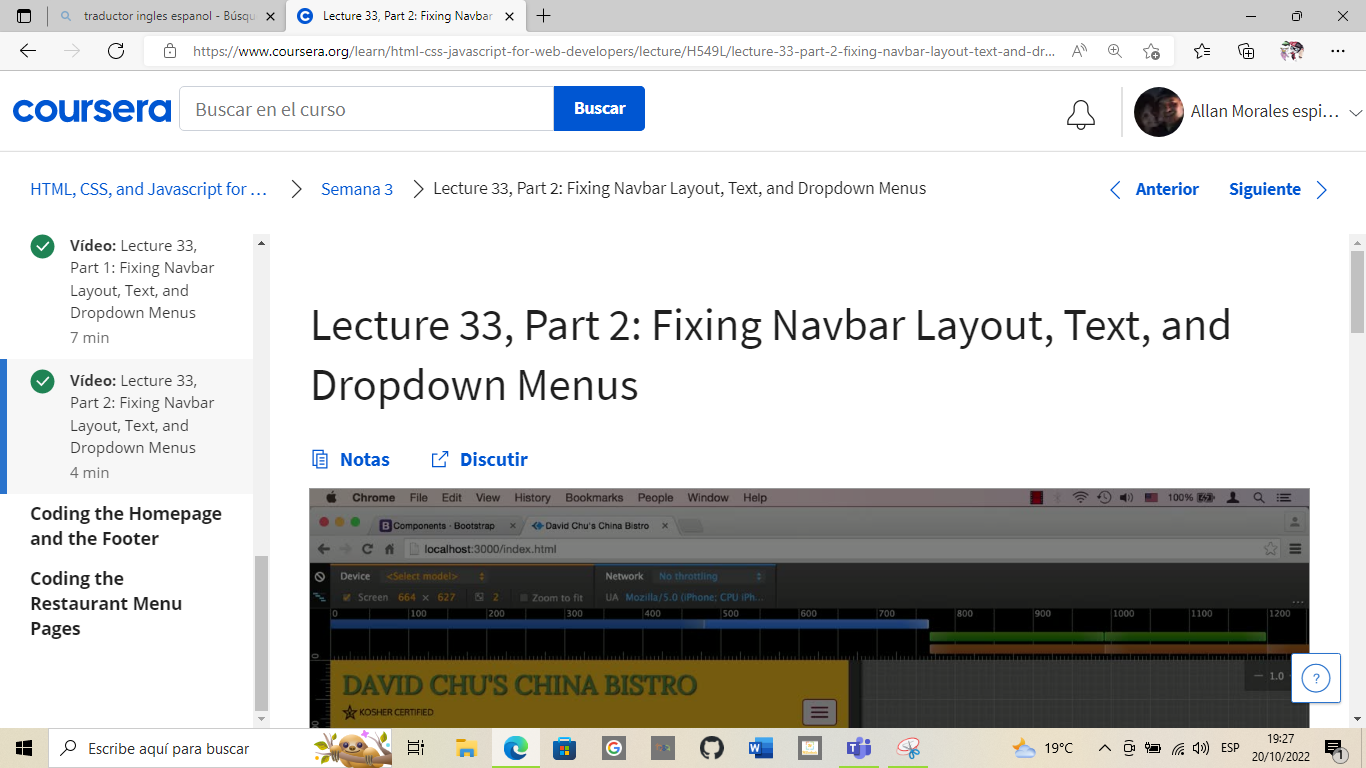 traductor ingles espanol - Búsqu
Lecture 33, Part 2: Fixing Navbar
https://www.coursera.org/learn/html-css-javascript-for-web-developers/lecture/H549L/lecture-33-part-2-fixing-navbar-layout-text-and-dr...
coursera
Buscar en el curso
Buscar
Allan Morales espi...
HTML, CSS, and Javascript for ...
Semana 3
Lecture 33, Part 2: Fixing Navbar Layout, Text, and Dropdown Menus
Anterior
Siguiente
Vídeo: Lecture 33,
Part 1: Fixing Navbar
Layout, Text, and
Dropdown Menus
7 min
Vídeo: Lecture 33,
Part 2: Fixing Navbar
Layout, Text, and
Dropdown Menus
4 min
Coding the Homepage
and the Footer
Coding the
Restaurant Menu
Pages
Lecture 33, Part 2: Fixing Navbar Layout, Text, and
Dropdown Menus
Notas
Discutir
Chrome File Edit View History Bookmarks People Window Help
100%
Components - Bootstrap
David Chu's China Bistro
localhost:3000/index.html
Device <Select model>
Network No throttling
Screen 664 × 627 2 Zoom to fit
UA Mozilla/5.0 (iPhone; CPU iPh...
0 100 200 300 400 500 600 700 800 900 1000 1100 1200
0
1.0
DAVID CHU'S CHINA BISTRO
KOSHER CERTIFIED
?
Escribe aquí para buscar
19°C
ESP
19:27
20/10/2022
1